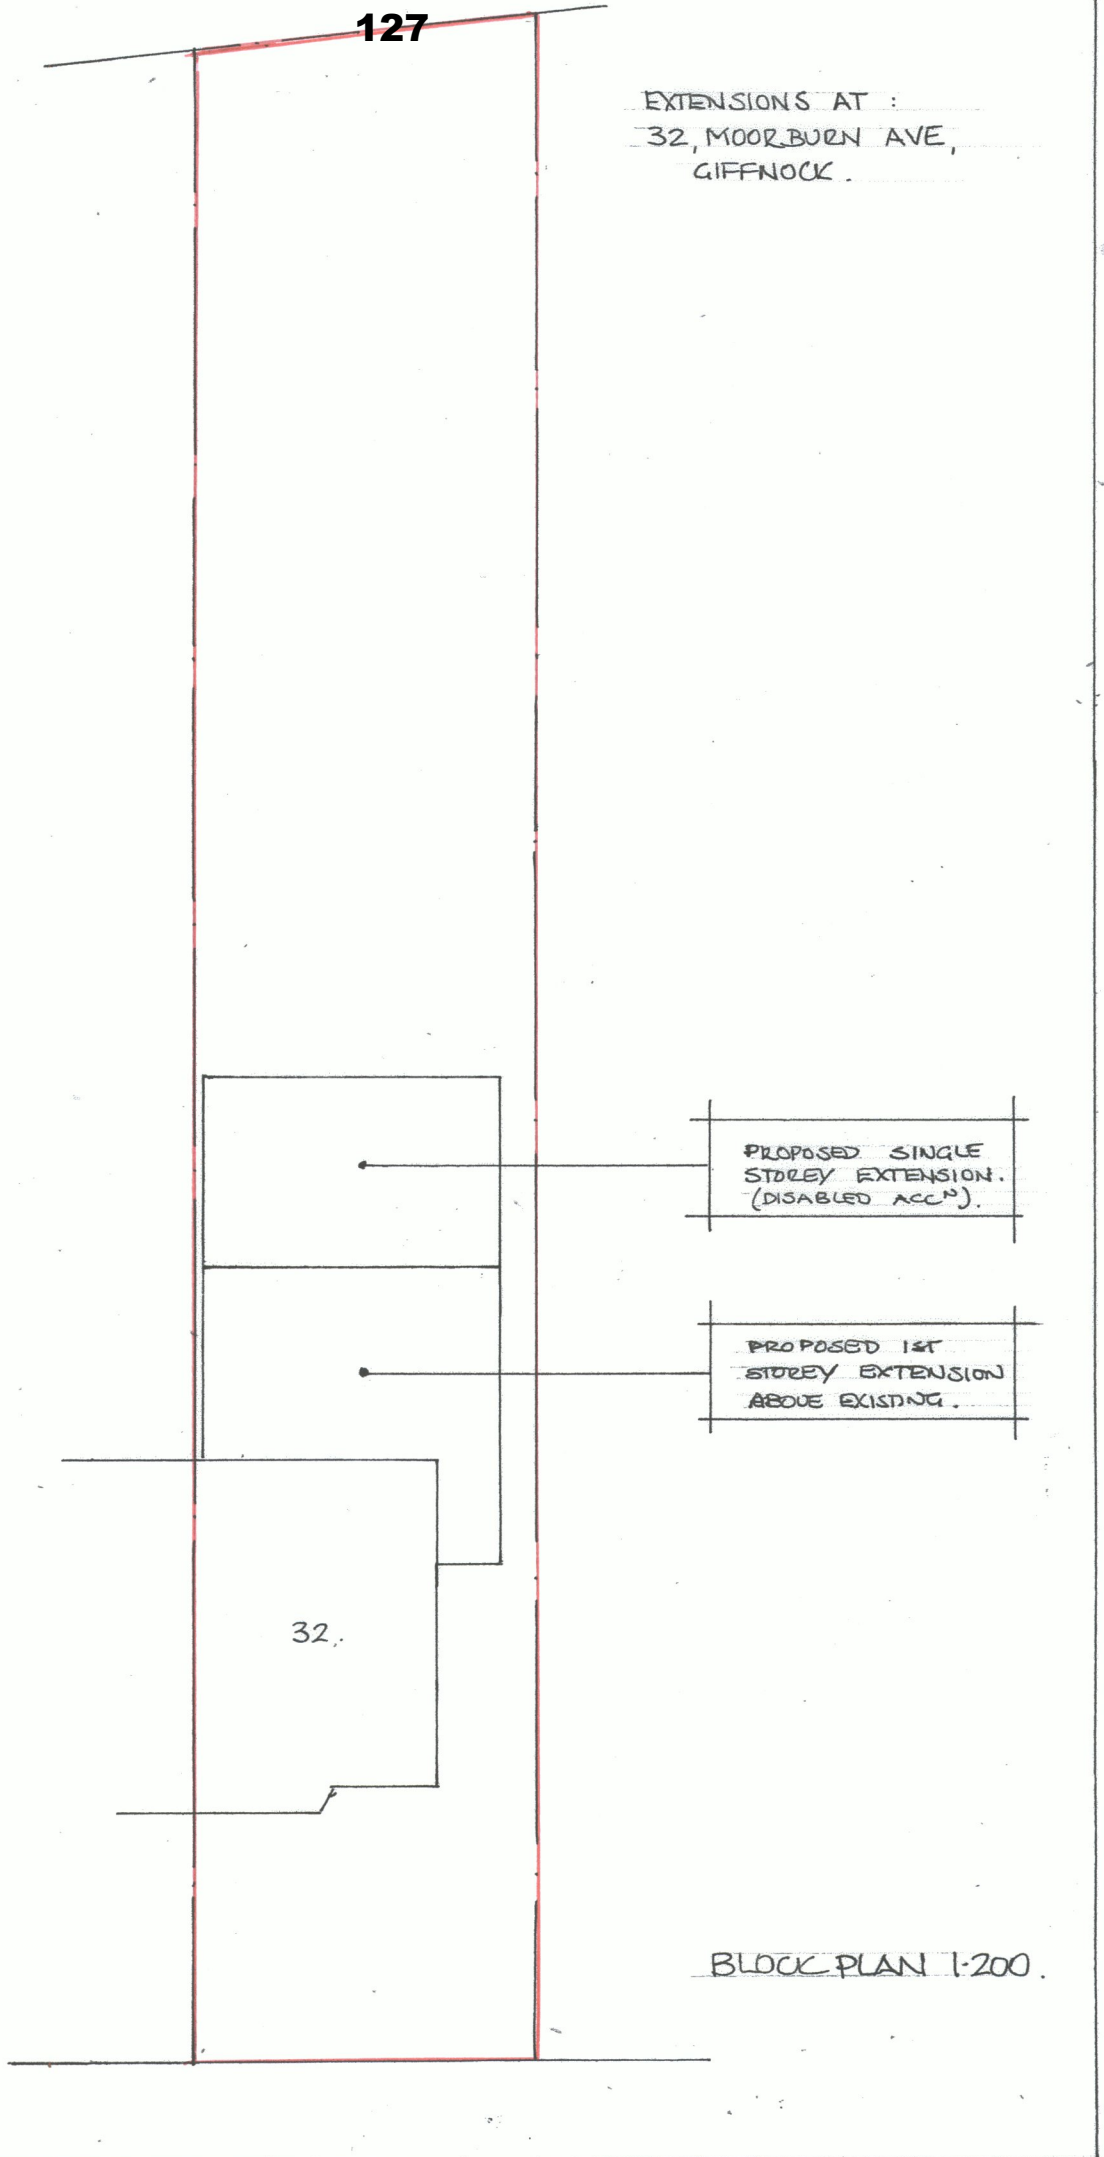 127
EXTENSIONS AT :
32, MOORBURN AVE,
GIFFNOCK.
PROPOSED SINGLE
STOREY EXTENSION.
(DISABLED ACCᴺ).
PROPOSED 1ST
STOREY EXTENSION
ABOVE EXISTING.
32.
BLOCK PLAN 1·200.